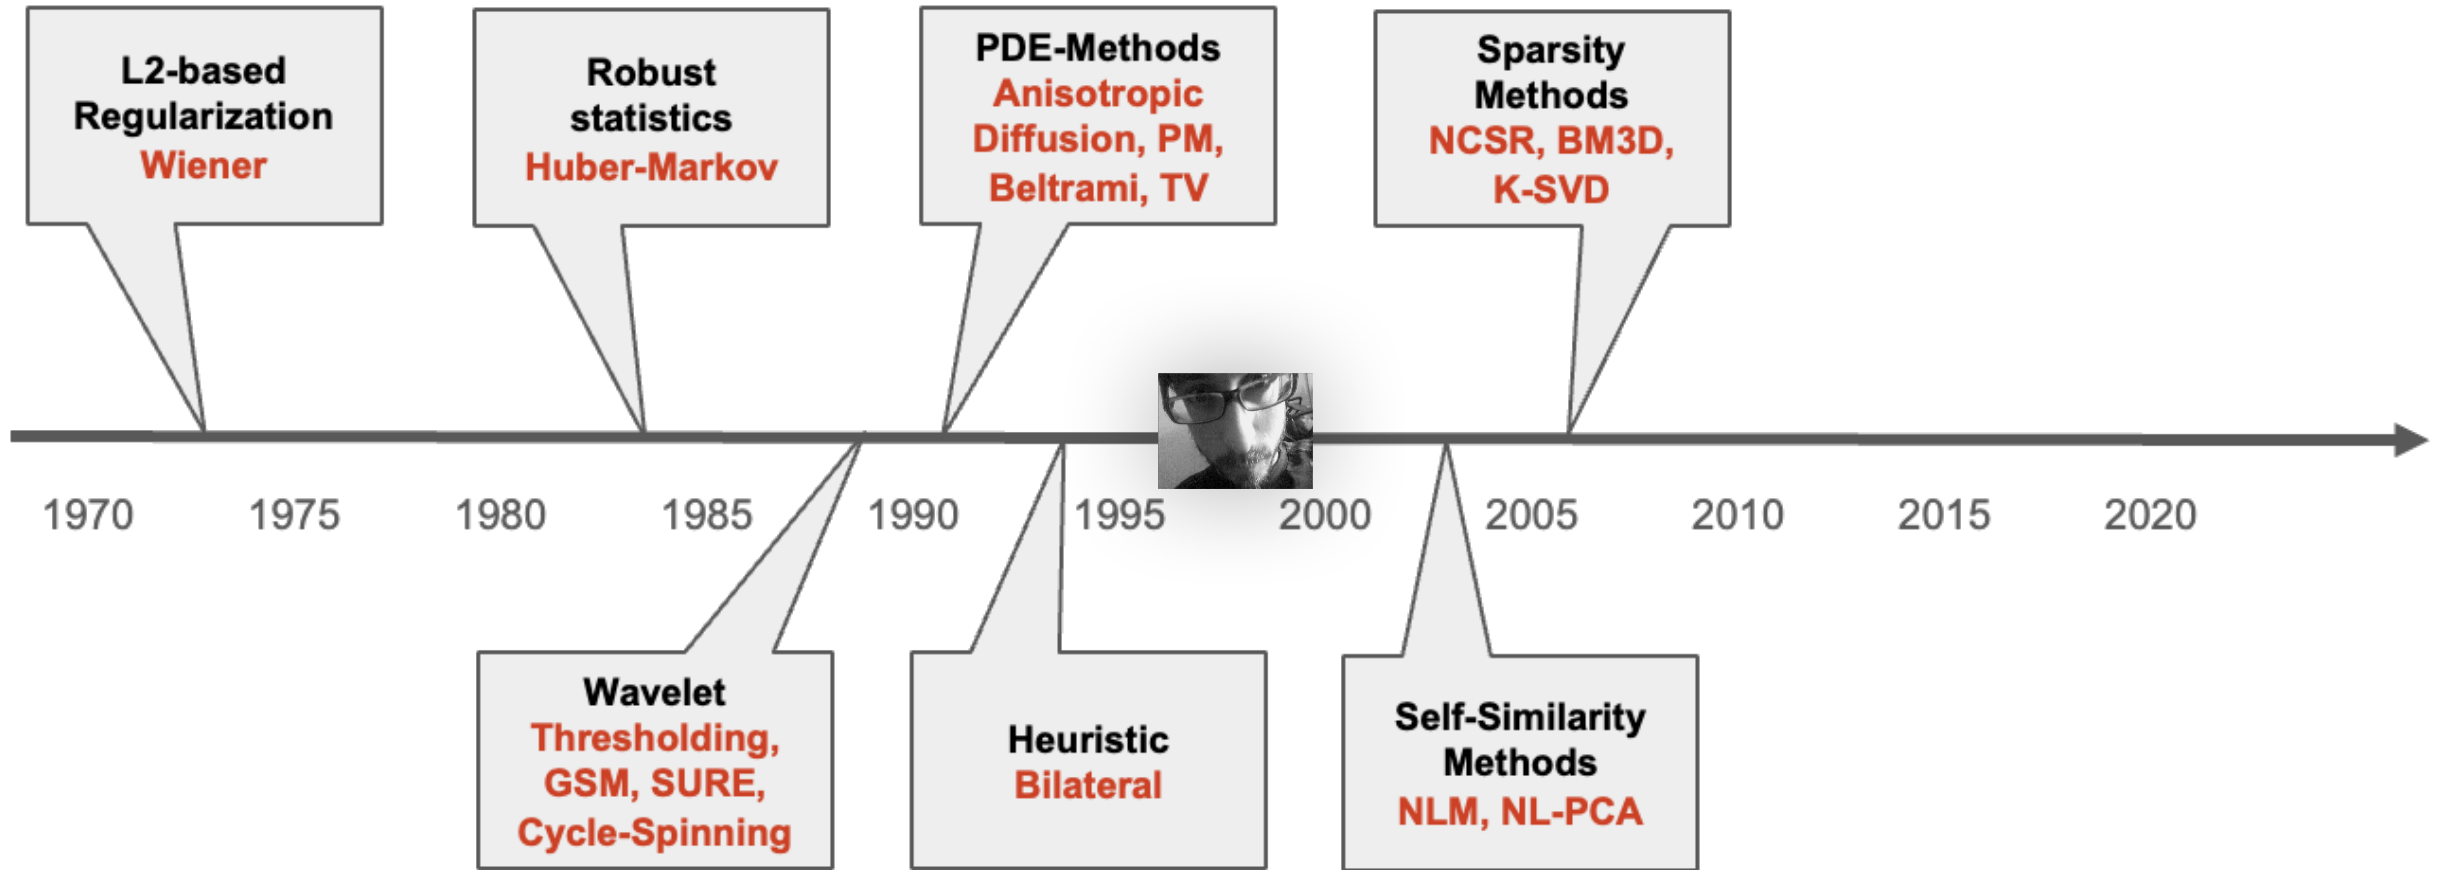 L2-based
Regularization
Wiener
Robust
statistics
Huber-Markov
PDE-Methods
Anisotropic
Diffusion, PM,
Beltrami, TV
Sparsity
Methods
NCSR, BM3D,
K-SVD
1970 1975 1980 1985 1990 1995 2000 2005 2010 2015 2020
Wavelet
Thresholding,
GSM, SURE,
Cycle-Spinning
Heuristic
Bilateral
Self-Similarity
Methods
NLM, NL-PCA